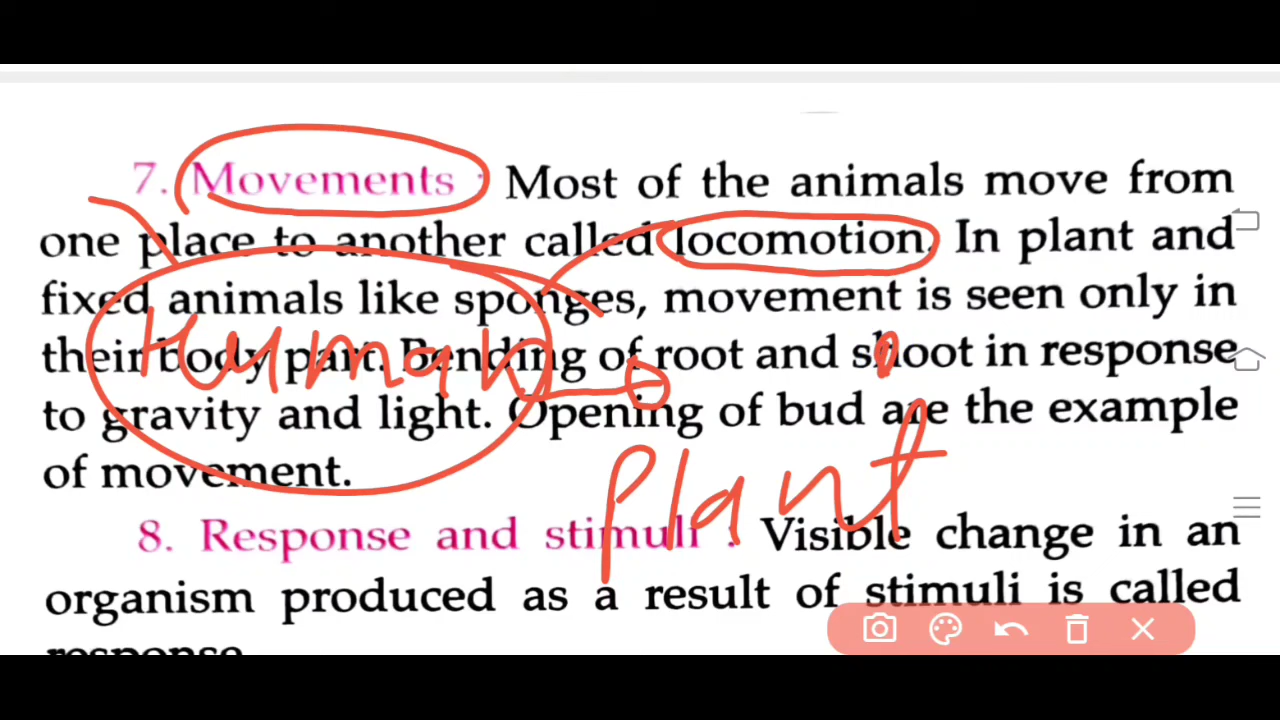 7. Movements : Most of the animals move from
one place to another called locomotion. In plant and
fixed animals like sponges, movement is seen only in
their body part. Bending of root and shoot in response
to gravity and light. Opening of bud are the example
of movement.
Human
Plant
8. Response and stimuli : Visible change in an
organism produced as a result of stimuli is called
response.